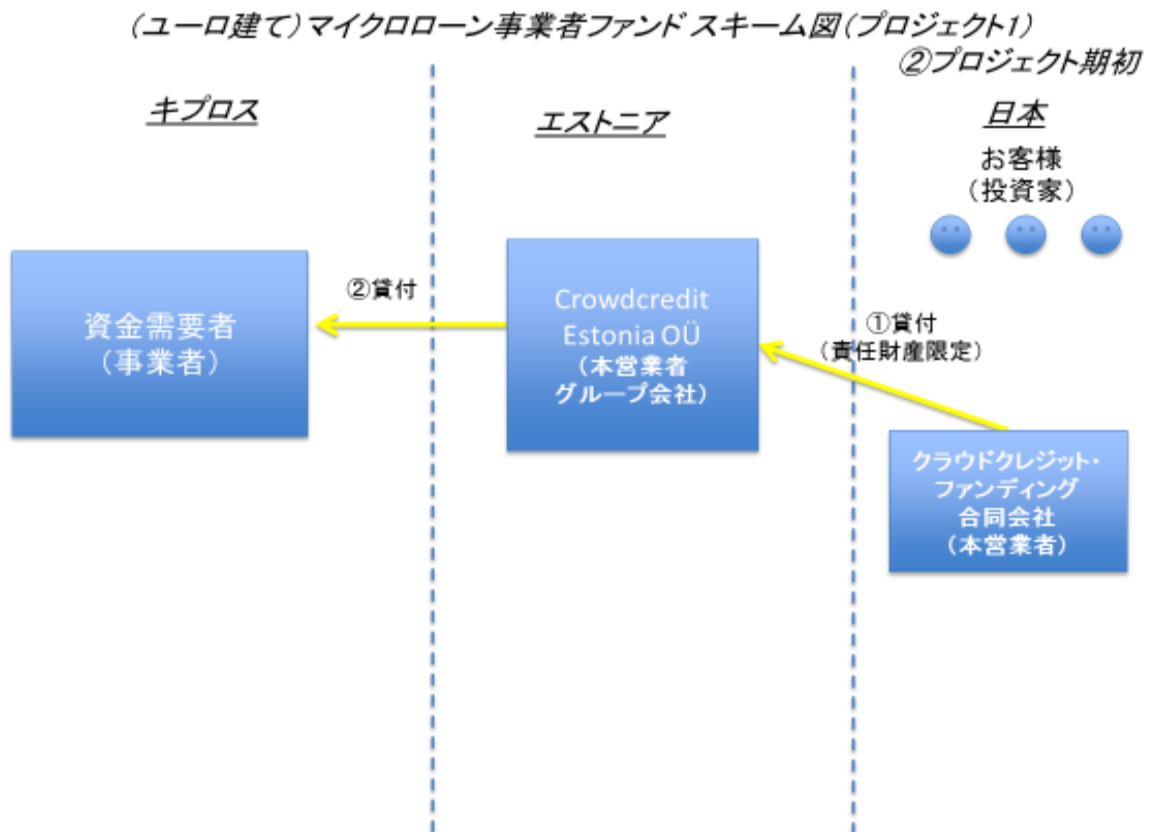 (ユーロ建て)マイクロローン事業者ファンド スキーム図(プロジェクト1)
②プロジェクト期初
キプロス
エストニア
日本
お客様
(投資家)
資金需要者
(事業者)
②貸付
Crowdcredit
Estonia OÜ
(本営業者
グループ会社)
①貸付
(責任財産限定)
クラウドクレジット・
ファンディング
合同会社
(本営業者)